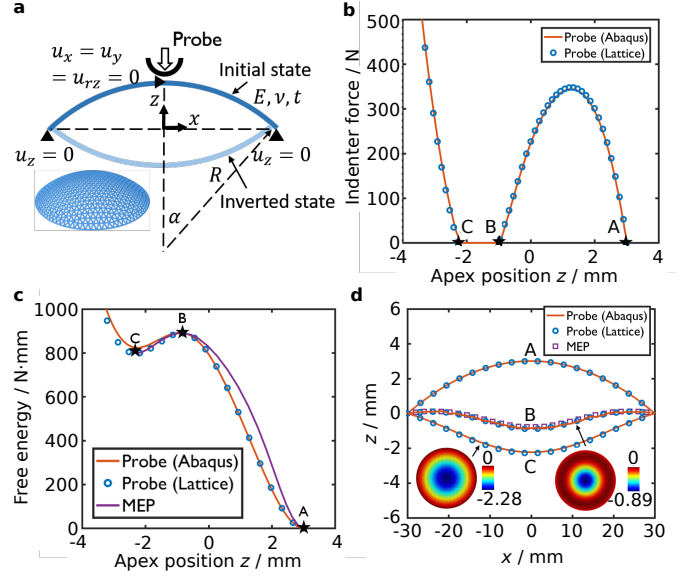 a
Probe
u_x = u_y
= u_rz = 0
Initial state
E, ν, t
z
x
u_z = 0
u_z = 0
R
Inverted state
α
b
500
400
300
200
100
0
Indenter force / N
Probe (Abaqus)
Probe (Lattice)
C
B
A
-4
-2
0
2
4
Apex position z / mm
c
1000
800
600
400
200
0
Free energy / N·mm
B
C
A
Probe (Abaqus)
Probe (Lattice)
MEP
-4
-2
0
2
4
Apex position z / mm
d
6
4
2
0
-2
-4
-6
z / mm
Probe (Abaqus)
Probe (Lattice)
MEP
A
B
C
0
-2.28
0
-0.89
-30
-20
-10
0
10
20
30
x / mm